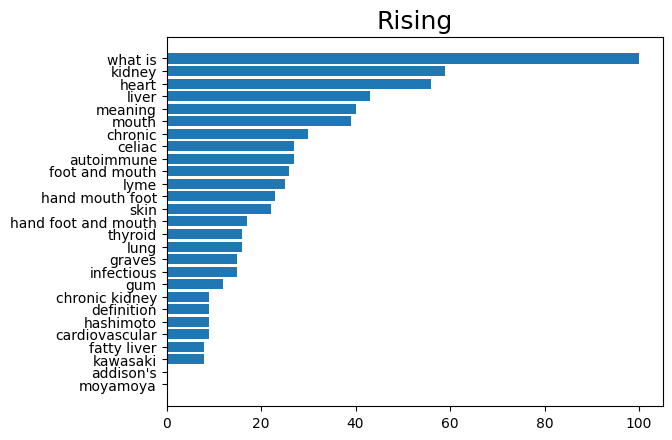 Rising
what is
kidney
heart
liver
meaning
mouth
chronic
celiac
autoimmune
foot and mouth
lyme
hand mouth foot
skin
hand foot and mouth
thyroid
lung
graves
infectious
gum
chronic kidney
definition
hashimoto
cardiovascular
fatty liver
kawasaki
addison's
moyamoya
0 20 40 60 80 100